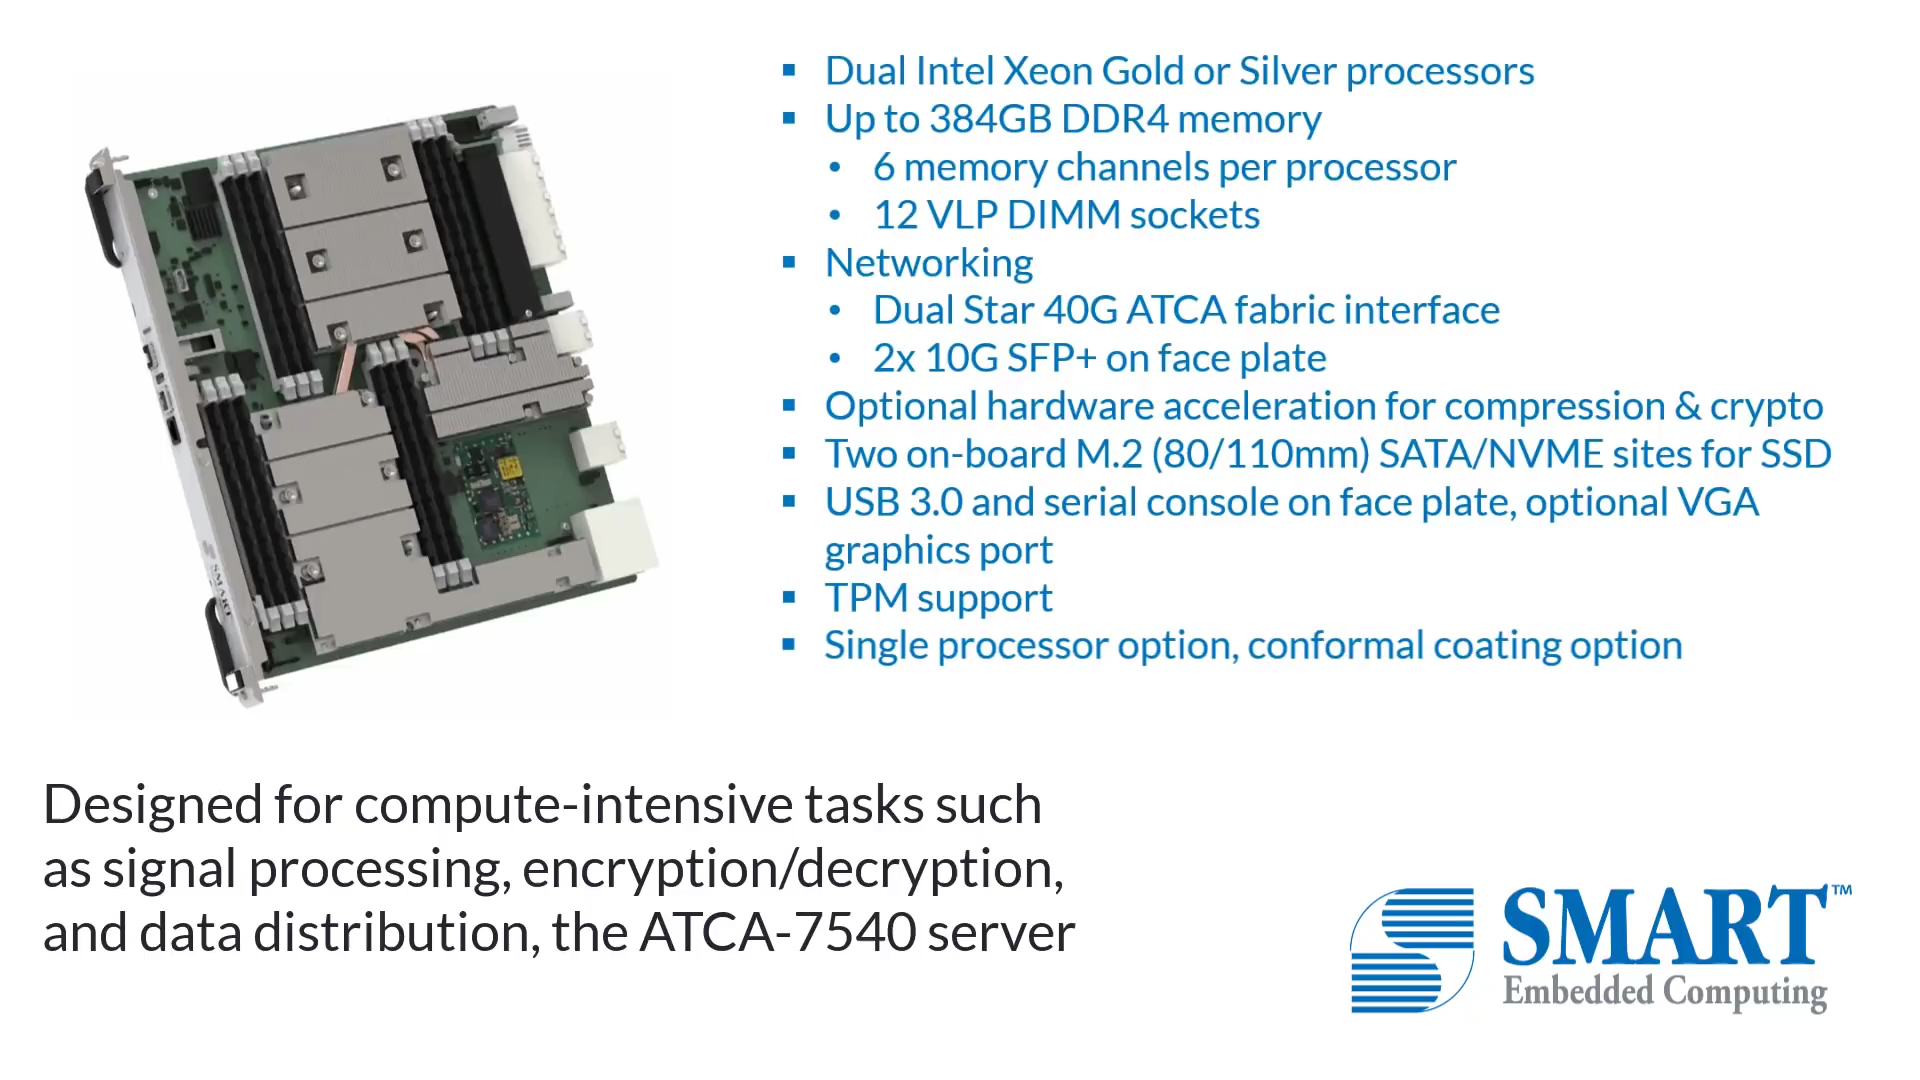 ▪ Dual Intel Xeon Gold or Silver processors
▪ Up to 384GB DDR4 memory
• 6 memory channels per processor
• 12 VLP DIMM sockets
▪ Networking
• Dual Star 40G ATCA fabric interface
• 2x 10G SFP+ on face plate
▪ Optional hardware acceleration for compression & crypto
▪ Two on-board M.2 (80/110mm) SATA/NVME sites for SSD
▪ USB 3.0 and serial console on face plate, optional VGA
graphics port
▪ TPM support
▪ Single processor option, conformal coating option
SMART
Designed for compute-intensive tasks such
as signal processing, encryption/decryption,
and data distribution, the ATCA-7540 server
SMART™
Embedded Computing